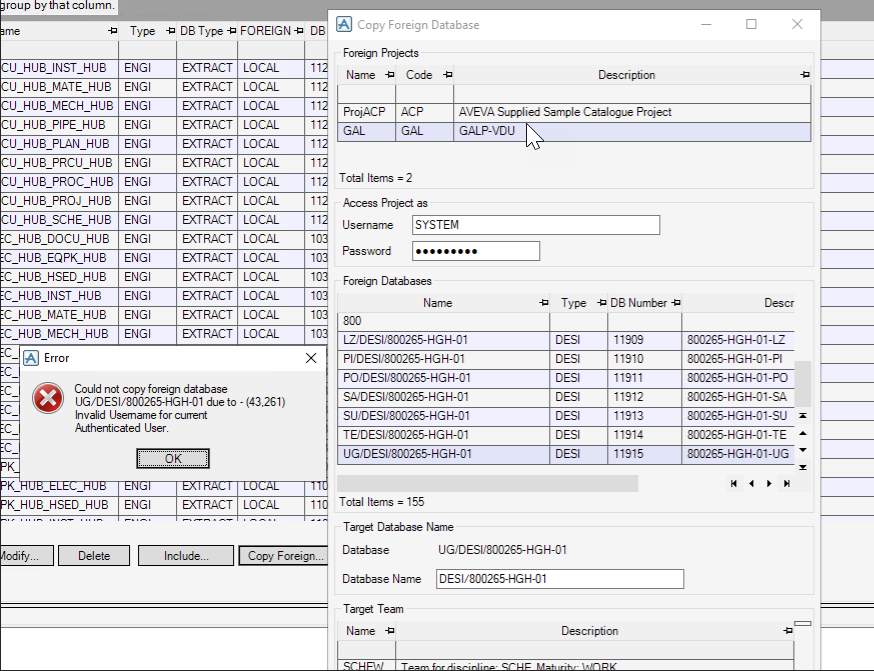 group by that column.
ame Type DB Type FOREIGN DB
CU_HUB_INST_HUB ENGI EXTRACT LOCAL 112
CU_HUB_MATE_HUB ENGI EXTRACT LOCAL 112
CU_HUB_MECH_HUB ENGI EXTRACT LOCAL 112
CU_HUB_PIPE_HUB ENGI EXTRACT LOCAL 112
CU_HUB_PLAN_HUB ENGI EXTRACT LOCAL 112
CU_HUB_PRCU_HUB ENGI EXTRACT LOCAL 112
CU_HUB_PROC_HUB ENGI EXTRACT LOCAL 112
CU_HUB_PROJ_HUB ENGI EXTRACT LOCAL 112
CU_HUB_SCHE_HUB ENGI EXTRACT LOCAL 112
EC_HUB_DOCU_HUB ENGI EXTRACT LOCAL 103
EC_HUB_EQPK_HUB ENGI EXTRACT LOCAL 103
EC_HUB_HSED_HUB ENGI EXTRACT LOCAL 103
EC_HUB_INST_HUB ENGI EXTRACT LOCAL 103
EC_HUB_MATE_HUB ENGI EXTRACT LOCAL 103
EC_HUB_MECH_HUB ENGI EXTRACT LOCAL 103
EC_
EC_
EC_
EC_
EC_
EC_
PK_
PK_HUB_ELEC_HUB ENGI EXTRACT LOCAL 110
PK_HUB_HSED_HUB ENGI EXTRACT LOCAL 110
PK_HUB_INST_HUB ENGI EXTRACT LOCAL 110
Modify... Delete Include... Copy Foreign...
Error
Could not copy foreign database
UG/DESI/800265-HGH-01 due to - (43,261)
Invalid Username for current
Authenticated User.
OK
Copy Foreign Database
Foreign Projects
Name Code Description
ProjACP ACP AVEVA Supplied Sample Catalogue Project
GAL GAL GALP-VDU
Total Items = 2
Access Project as
Username SYSTEM
Password •••••••••
Foreign Databases
Name Type DB Number Descr
800
LZ/DESI/800265-HGH-01 DESI 11909 800265-HGH-01-LZ
PI/DESI/800265-HGH-01 DESI 11910 800265-HGH-01-PI
PO/DESI/800265-HGH-01 DESI 11911 800265-HGH-01-PO
SA/DESI/800265-HGH-01 DESI 11912 800265-HGH-01-SA
SU/DESI/800265-HGH-01 DESI 11913 800265-HGH-01-SU
TE/DESI/800265-HGH-01 DESI 11914 800265-HGH-01-TE
UG/DESI/800265-HGH-01 DESI 11915 800265-HGH-01-UG
Total Items = 155
Target Database Name
Database UG/DESI/800265-HGH-01
Database Name DESI/800265-HGH-01
Target Team
Name Description
SCHEW Team for discipline: SCHE, Maturity: WORK